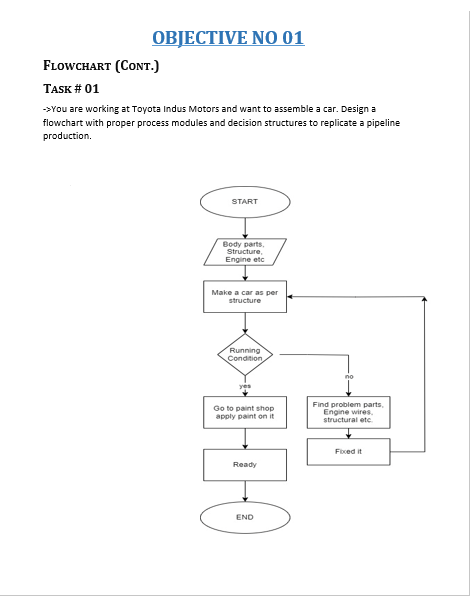 OBJECTIVE NO 01
FLOWCHART (CONT.)
TASK # 01
->You are working at Toyota Indus Motors and want to assemble a car. Design a
flowchart with proper process modules and decision structures to replicate a pipeline
production.
START
Body parts,
Structure,
Engine etc
Make a car as per
structure
Running
Condition
yes
no
Go to paint shop
apply paint on it
Find problem parts,
Engine wires,
structural etc.
Fixed it
Ready
END